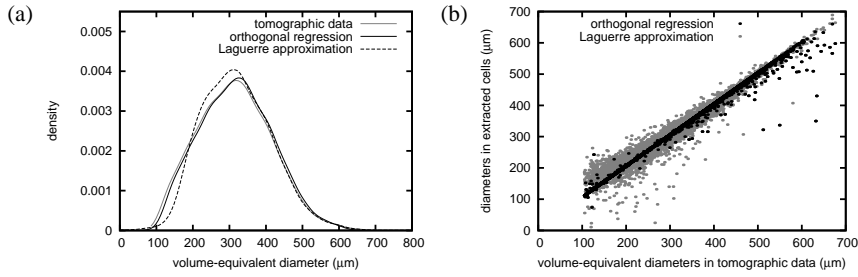 (a)
0.005
0.004
0.003
0.002
0.001
0
density
tomographic data
orthogonal regression
Laguerre approximation
0 100 200 300 400 500 600 700 800
volume-equivalent diameter (μm)
(b)
700
600
500
400
300
200
100
0
diameters in extracted cells (μm)
orthogonal regression
Laguerre approximation
0 100 200 300 400 500 600 700
volume-equivalent diameters in tomographic data (μm)